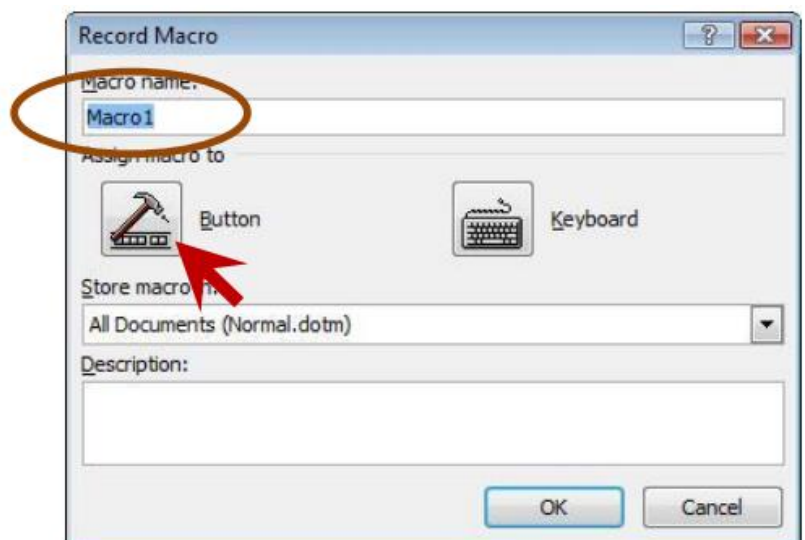 Record Macro
Macro name:
Macro1
Assign macro to
Button
Keyboard
Store macro in:
All Documents (Normal.dotm)
Description:
OK
Cancel